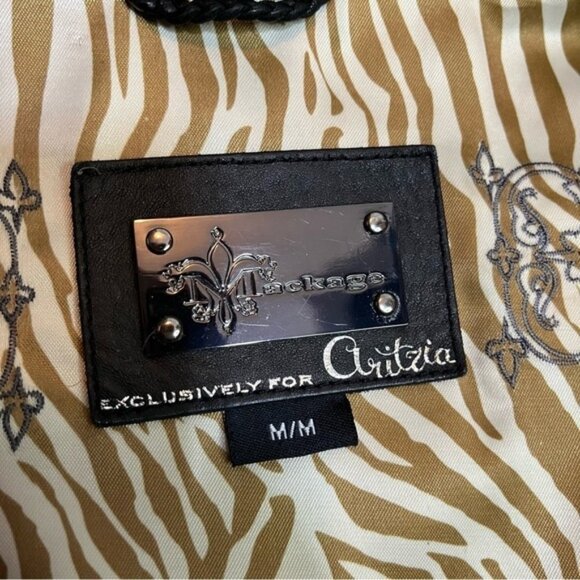 Mackage
EXCLUSIVELY FOR Aritzia
M/M